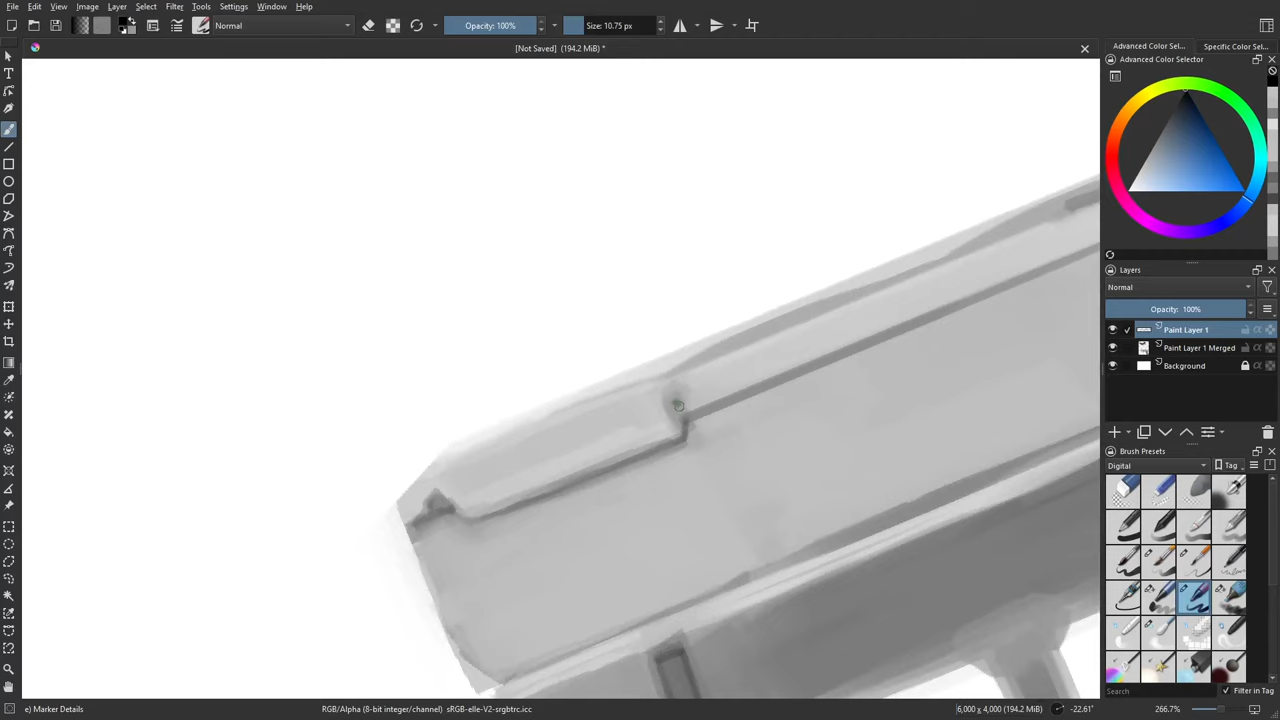 File Edit View Image Layer Select Filter Tools Settings Window Help
Normal
Opacity: 100%
Size: 10.75 px
[Not Saved] (194.2 MiB) *
Advanced Color Sel...
Specific Color Sel...
Advanced Color Selector
Layers
Normal
Opacity: 100%
Paint Layer 1
Paint Layer 1 Merged
Background
Brush Presets
Digital
Tag
Search
Filter in Tag
e) Marker Details
RGB/Alpha (8-bit integer/channel) sRGB-elle-V2-srgbtrc.icc
6,000 x 4,000 (194.2 MiB)
-22.61°
266.7%